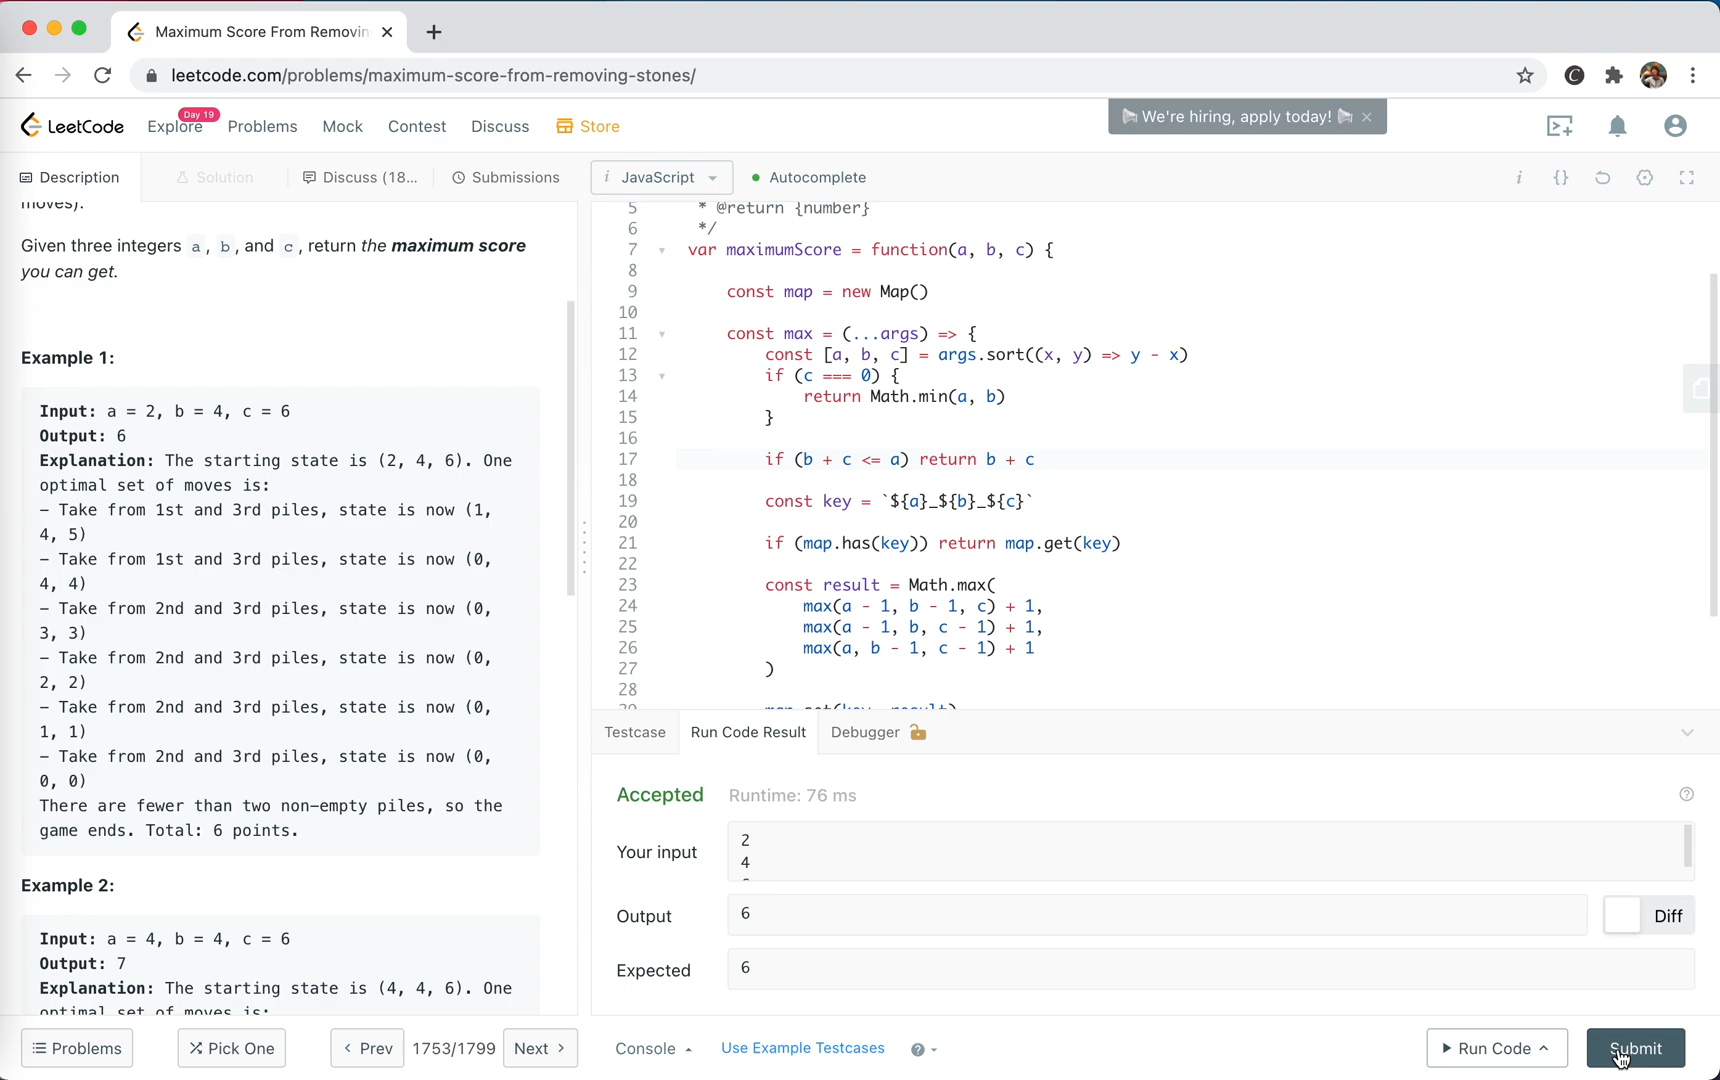 Maximum Score From Removin
leetcode.com/problems/maximum-score-from-removing-stones/
LeetCode
Explore
Day 19
Problems
Mock
Contest
Discuss
Store
We're hiring, apply today!
Description
Solution
Discuss (18...
Submissions
i JavaScript
Autocomplete
moves).
Given three integers a, b, and c, return the maximum score
you can get.
Example 1:
Input: a = 2, b = 4, c = 6
Output: 6
Explanation: The starting state is (2, 4, 6). One
optimal set of moves is:
- Take from 1st and 3rd piles, state is now (1,
4, 5)
- Take from 1st and 3rd piles, state is now (0,
4, 4)
- Take from 2nd and 3rd piles, state is now (0,
3, 3)
- Take from 2nd and 3rd piles, state is now (0,
2, 2)
- Take from 2nd and 3rd piles, state is now (0,
1, 1)
- Take from 2nd and 3rd piles, state is now (0,
0, 0)
There are fewer than two non-empty piles, so the
game ends. Total: 6 points.
Example 2:
Input: a = 4, b = 4, c = 6
Output: 7
Explanation: The starting state is (4, 4, 6). One
optimal set of moves is:
5 * @return {number}
6 */
7 var maximumScore = function(a, b, c) {
8
9 const map = new Map()
10
11 const max = (...args) => {
12 const [a, b, c] = args.sort((x, y) => y - x)
13 if (c === 0) {
14 return Math.min(a, b)
15 }
16
17 if (b + c <= a) return b + c
18
19 const key = `${a}_${b}_${c}`
20
21 if (map.has(key)) return map.get(key)
22
23 const result = Math.max(
24 max(a - 1, b - 1, c) + 1,
25 max(a - 1, b, c - 1) + 1,
26 max(a, b - 1, c - 1) + 1
27 )
28
29 map.set(key, result)
Testcase
Run Code Result
Debugger
Accepted
Runtime: 76 ms
Your input
2
4
Output
6
Diff
Expected
6
Problems
Pick One
Prev
1753/1799
Next
Console
Use Example Testcases
Run Code
Submit